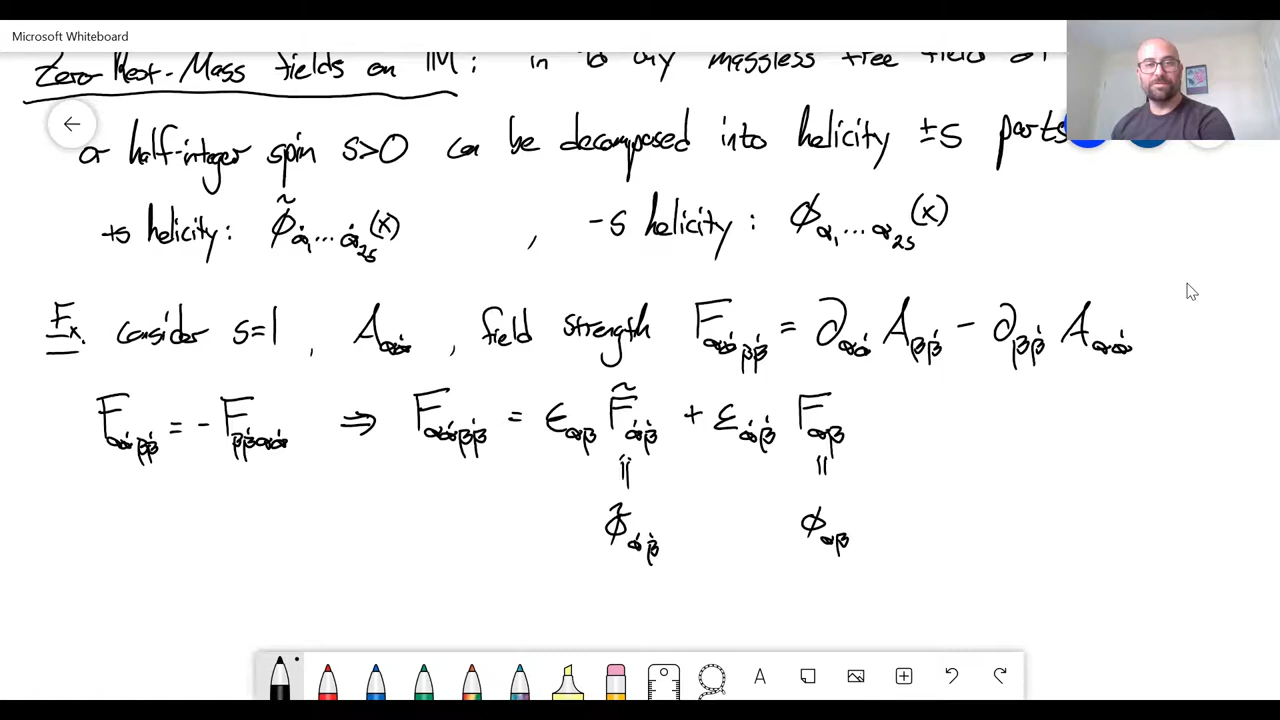 Microsoft Whiteboard
Zero-Rest-Mass fields on 𝕄: in 4d any massless free field of
or half-integer spin s>0 can be decomposed into helicity ±s parts
+s helicity: φ̃_{α̇₁…α̇_{2s}}(x) , -s helicity: φ_{α₁…α_{2s}}(x)
Ex. consider s=1, A_{αα̇}, field strength F_{αα̇ββ̇} = ∂_{αα̇} A_{ββ̇} - ∂_{ββ̇} A_{αα̇}
F_{αα̇ββ̇} = - F_{ββ̇αα̇} ⇒ F_{αα̇ββ̇} = ε_{αβ} F̃_{α̇β̇} + ε_{α̇β̇} F_{αβ}
‖ ‖
φ̃_{α̇β̇} φ_{αβ}
A